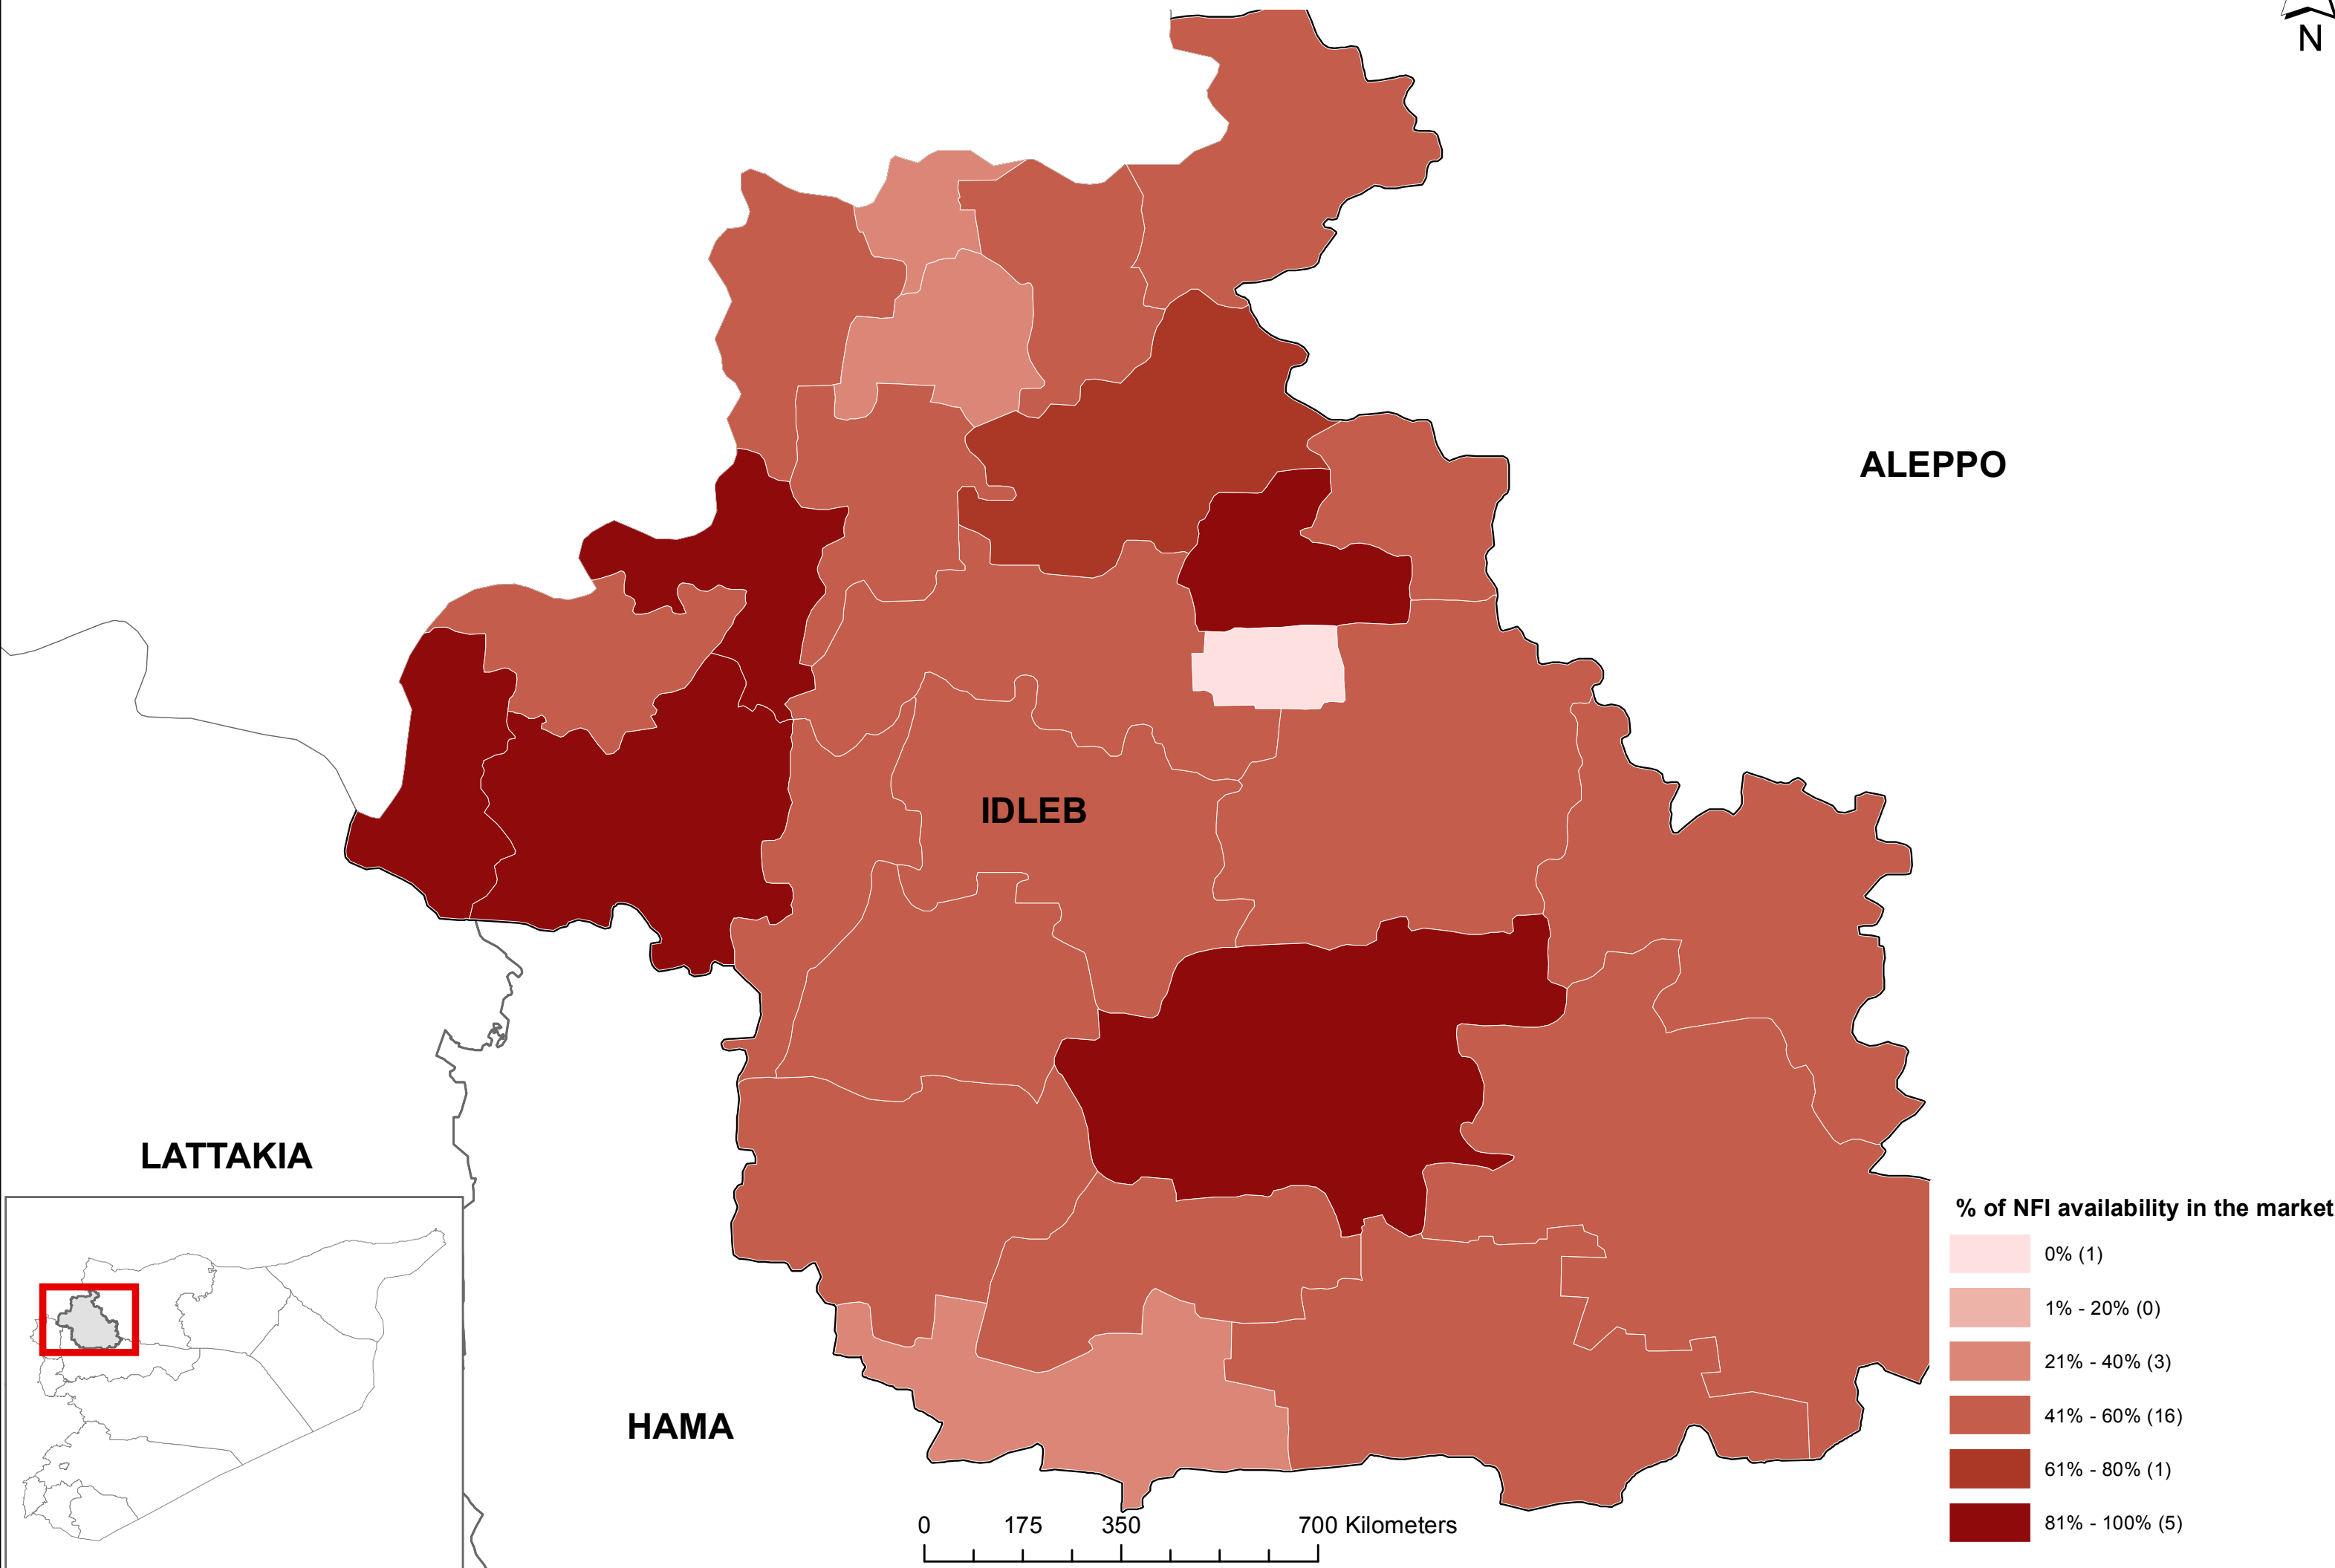 N
ALEPPO
IDLEB
LATTAKIA
HAMA
% of NFI availability in the market
0% (1)
1% - 20% (0)
21% - 40% (3)
41% - 60% (16)
61% - 80% (1)
81% - 100% (5)
0 175 350 700 Kilometers